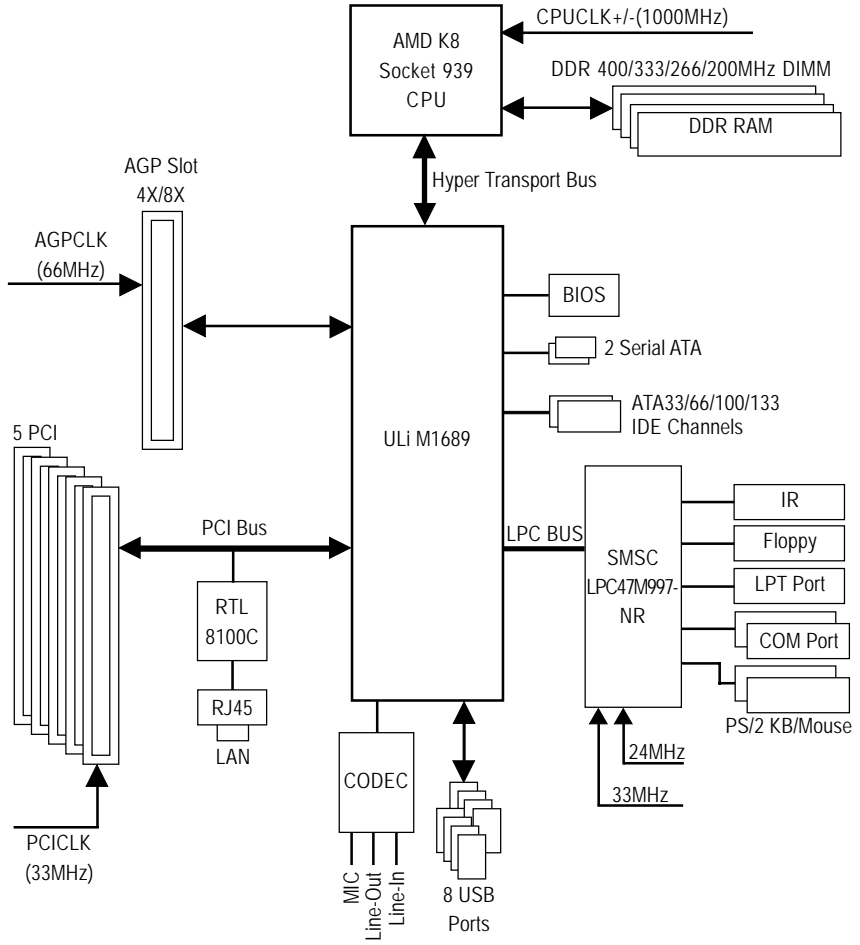 CPUCLK+/-(1000MHz)
AMD K8
Socket 939
CPU
DDR 400/333/266/200MHz DIMM
DDR RAM
Hyper Transport Bus
AGP Slot
4X/8X
AGPCLK
(66MHz)
BIOS
2 Serial ATA
ATA33/66/100/133
IDE Channels
ULi M1689
5 PCI
PCI Bus
LPC BUS
SMSC
LPC47M997-
NR
IR
Floppy
LPT Port
COM Port
PS/2 KB/Mouse
RTL
8100C
RJ45
LAN
24MHz
33MHz
CODEC
PCICLK
(33MHz)
MIC
Line-Out
Line-In
8 USB
Ports